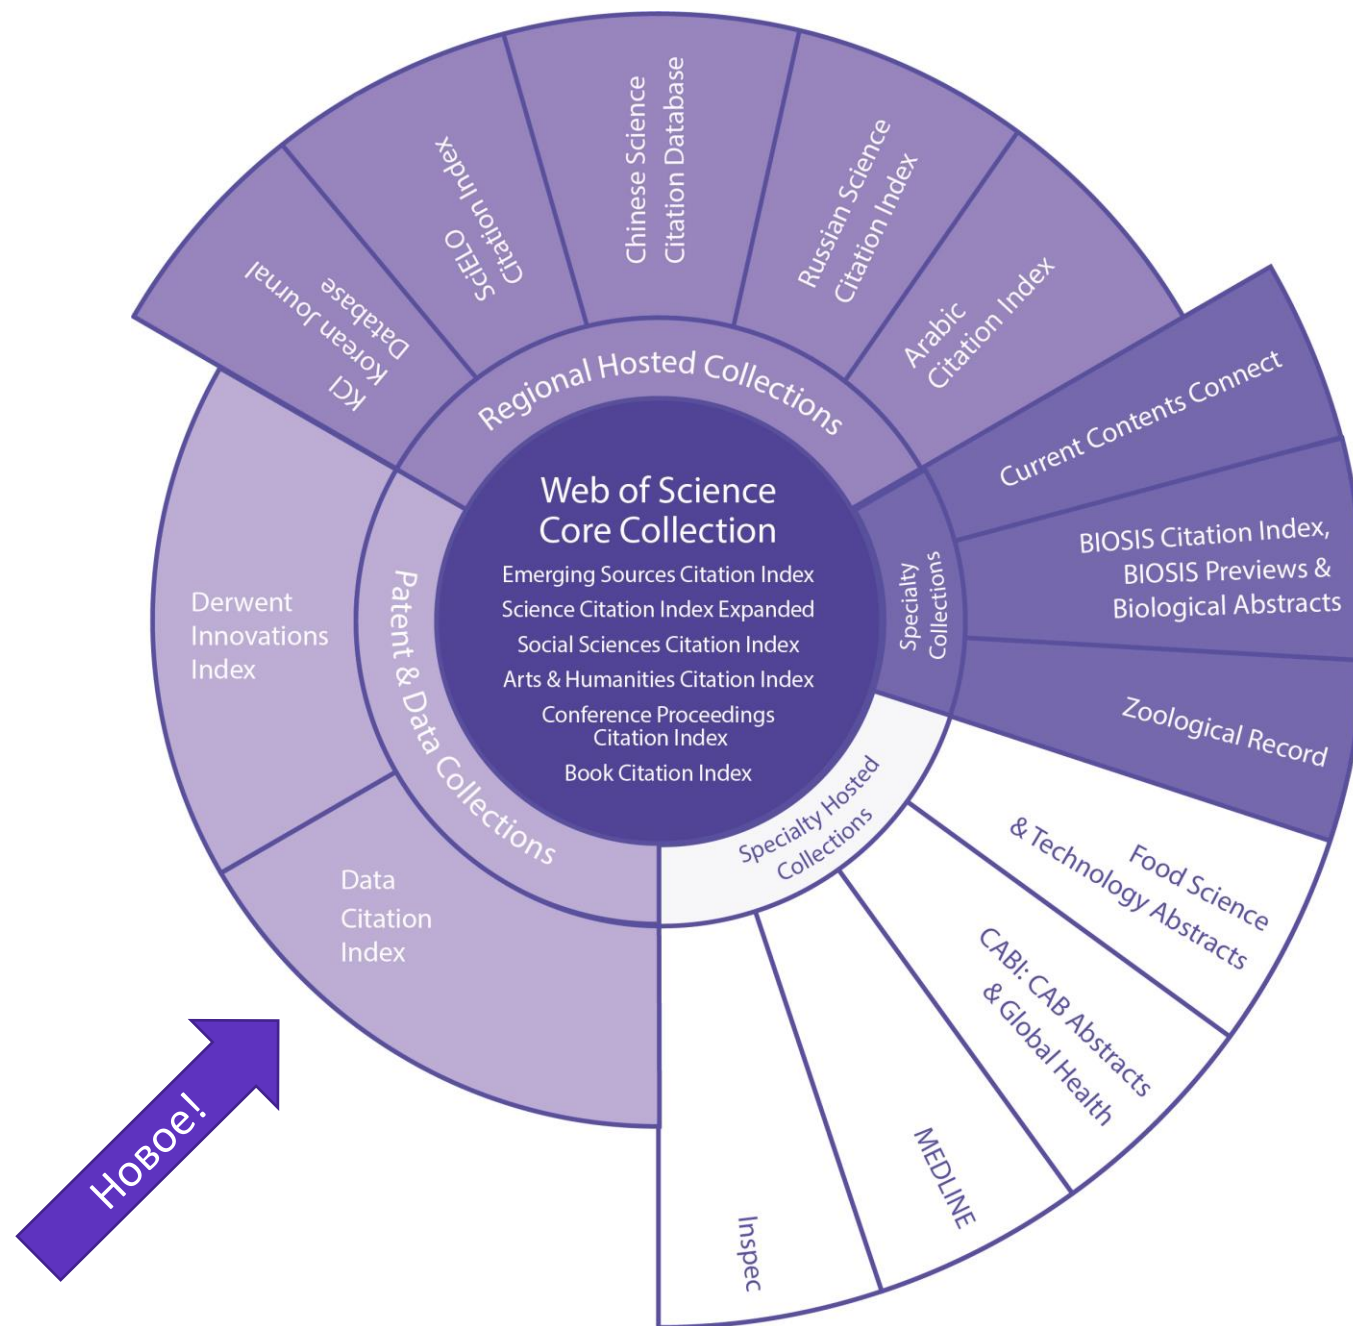 Web of Science
Core Collection
Emerging Sources Citation Index
Science Citation Index Expanded
Social Sciences Citation Index
Arts & Humanities Citation Index
Conference Proceedings
Citation Index
Book Citation Index
Regional Hosted Collections
KCI
Korean Journal
Database
SciELO
Citation Index
Chinese Science
Citation Database
Russian Science
Citation Index
Arabic
Citation Index
Specialty
Collections
Current Contents Connect
BIOSIS Citation Index,
BIOSIS Previews &
Biological Abstracts
Zoological Record
Specialty Hosted
Collections
Food Science
& Technology Abstracts
CABI: CAB Abstracts
& Global Health
MEDLINE
Inspec
Patent & Data Collections
Derwent
Innovations
Index
Data
Citation
Index
Новое!